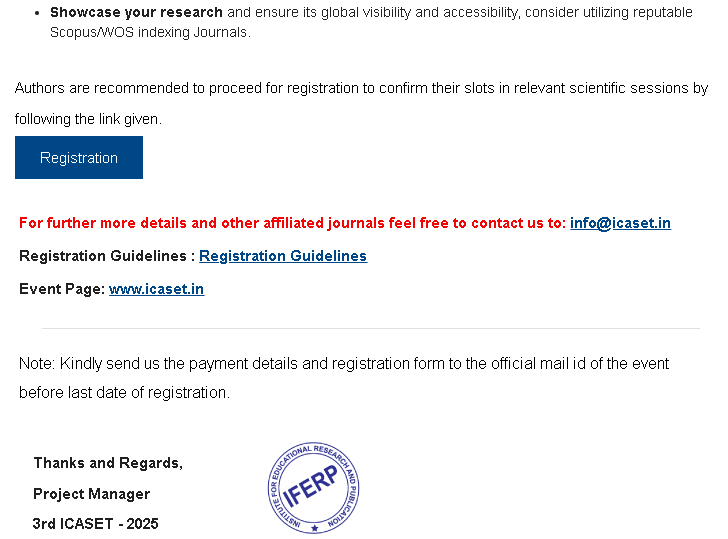 • Showcase your research and ensure its global visibility and accessibility, consider utilizing reputable
Scopus/WOS indexing Journals.
Authors are recommended to proceed for registration to confirm their slots in relevant scientific sessions by
following the link given.
Registration
For further more details and other affiliated journals feel free to contact us to: info@icaset.in
Registration Guidelines : Registration Guidelines
Event Page: www.icaset.in
Note: Kindly send us the payment details and registration form to the official mail id of the event
before last date of registration.
Thanks and Regards,
Project Manager
3rd ICASET - 2025
INSTITUTE FOR EDUCATIONAL RESEARCH AND PUBLICATION
IFERP